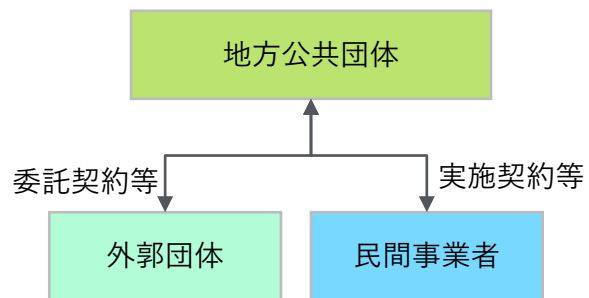 地方公共団体
委託契約等
実施契約等
外郭団体
民間事業者